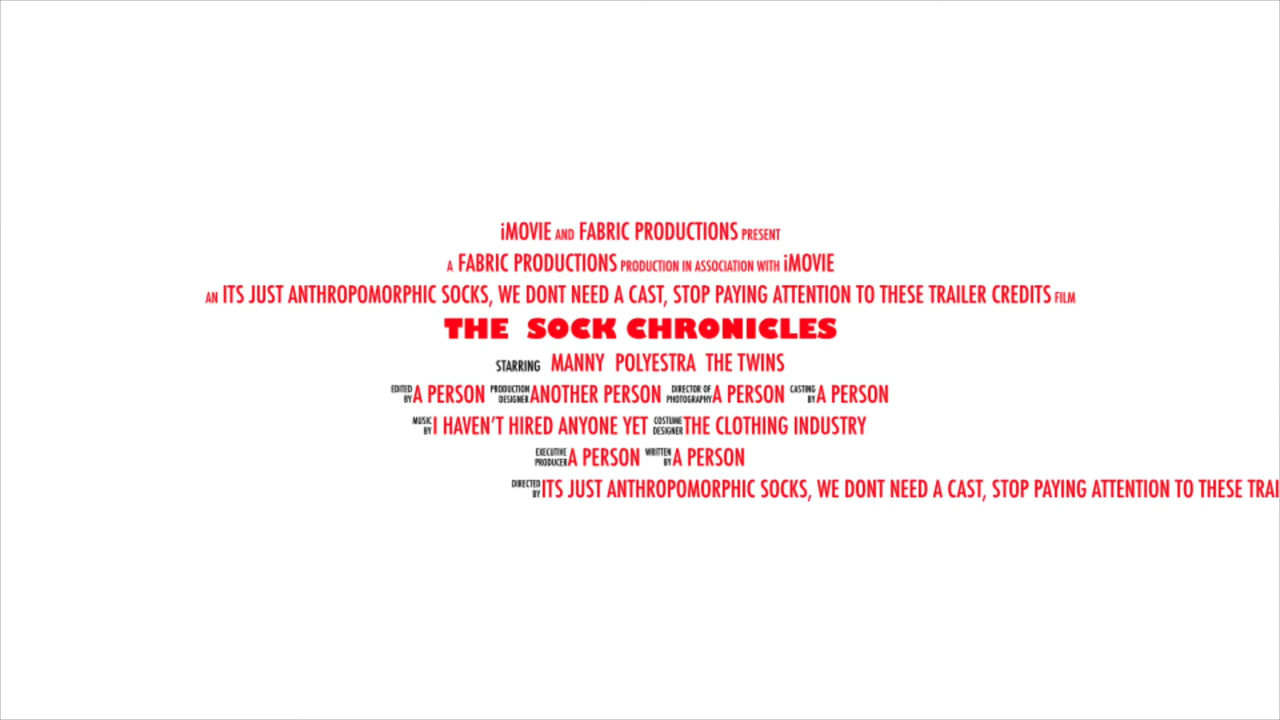 iMOVIE AND FABRIC PRODUCTIONS PRESENT
A FABRIC PRODUCTIONS PRODUCTION IN ASSOCIATION WITH iMOVIE
AN ITS JUST ANTHROPOMORPHIC SOCKS, WE DONT NEED A CAST, STOP PAYING ATTENTION TO THESE TRAILER CREDITS FILM
THE SOCK CHRONICLES
STARRING MANNY POLYESTRA THE TWINS
EDITED BY A PERSON PRODUCTION DESIGNER ANOTHER PERSON DIRECTOR OF PHOTOGRAPHY A PERSON CASTING BY A PERSON
MUSIC BY I HAVEN'T HIRED ANYONE YET COSTUME DESIGNER THE CLOTHING INDUSTRY
EXECUTIVE PRODUCER A PERSON WRITTEN BY A PERSON
DIRECTED BY ITS JUST ANTHROPOMORPHIC SOCKS, WE DONT NEED A CAST, STOP PAYING ATTENTION TO THESE TRAI